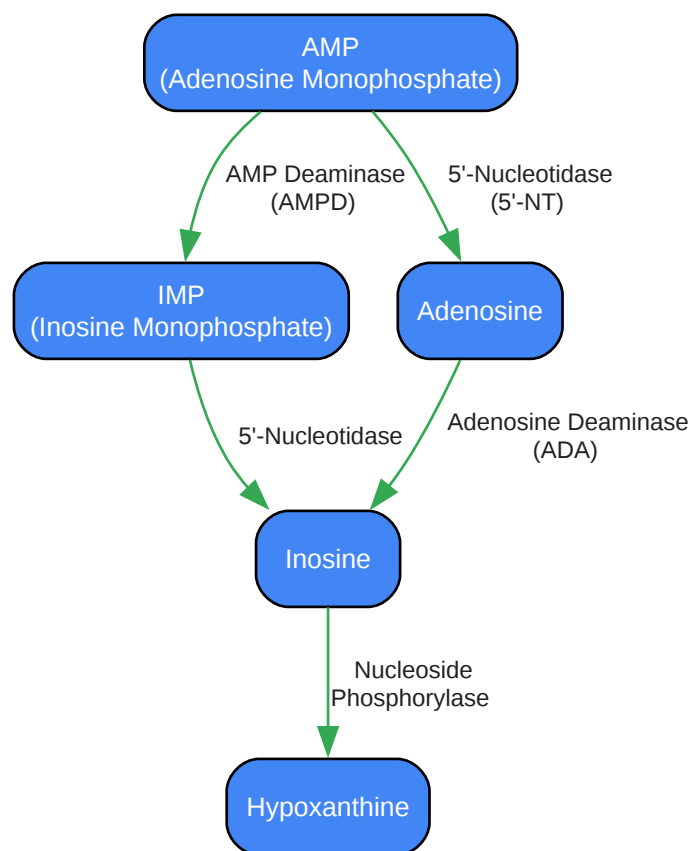 AMP
(Adenosine Monophosphate)
AMP Deaminase
(AMPD)
5'-Nucleotidase
(5'-NT)
IMP
(Inosine Monophosphate)
Adenosine
5'-Nucleotidase
Adenosine Deaminase
(ADA)
Inosine
Nucleoside
Phosphorylase
Hypoxanthine